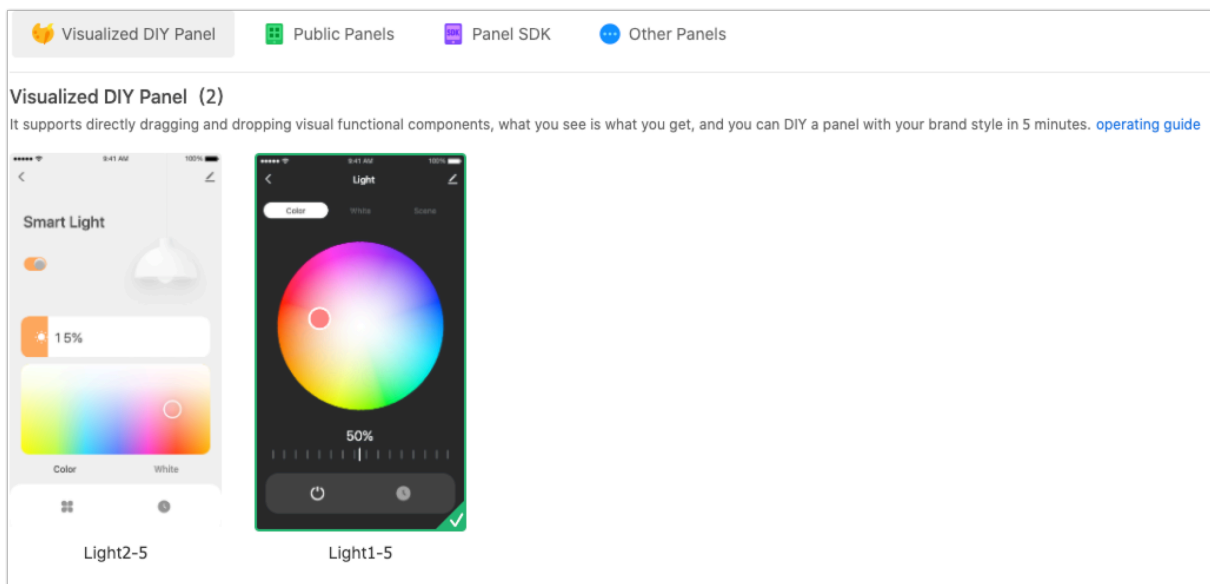 Visualized DIY Panel
Public Panels
SDK
Panel SDK
Other Panels
Visualized DIY Panel (2)
It supports directly dragging and dropping visual functional components, what you see is what you get, and you can DIY a panel with your brand style in 5 minutes. operating guide
9:41 AM
100%
Smart Light
15%
Color
White
Light2-5
9:41 AM
100%
Light
Color
White
Scene
50%
Light1-5